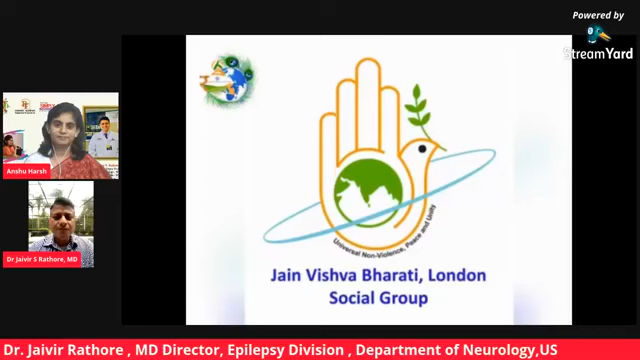 Powered by
StreamYard
Anshu Harsh
Dr Jaivir S Rathore, MD
Universal Non-Violence, Peace and Unity
Jain Vishva Bharati, London
Social Group
Dr. Jaivir Rathore , MD Director, Epilepsy Division , Department of Neurology,US